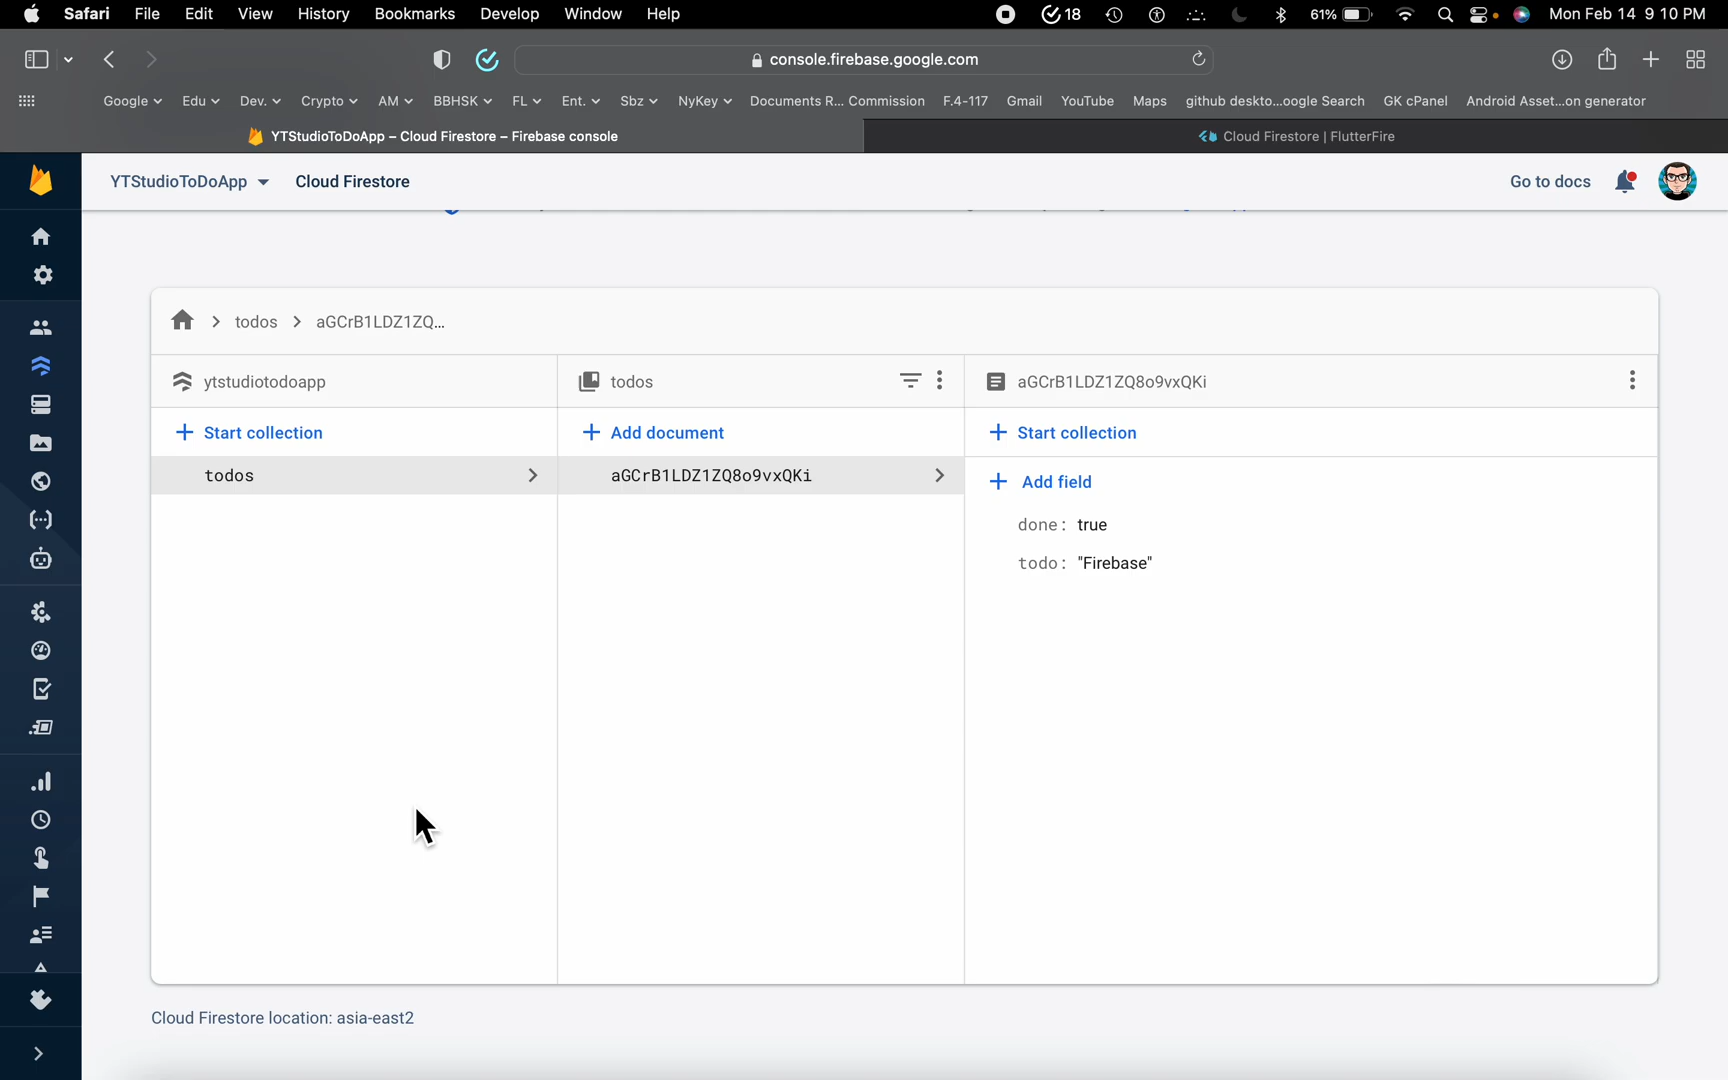 Safari File Edit View History Bookmarks Develop Window Help 18 61% Mon Feb 14 9 10 PM
console.firebase.google.com
Google Edu Dev. Crypto AM BBHSK FL Ent. Sbz NyKey Documents R... Commission F.4-117 Gmail YouTube Maps github deskto...oogle Search GK cPanel Android Asset...on generator
YTStudioToDoApp – Cloud Firestore – Firebase console Cloud Firestore | FlutterFire
YTStudioToDoApp Cloud Firestore Go to docs
todos aGCrB1LDZ1ZQ...
ytstudiotodoapp todos aGCrB1LDZ1ZQ8o9vxQKi
+ Start collection + Add document + Start collection
todos aGCrB1LDZ1ZQ8o9vxQKi + Add field
done: true
todo: "Firebase"
Cloud Firestore location: asia-east2